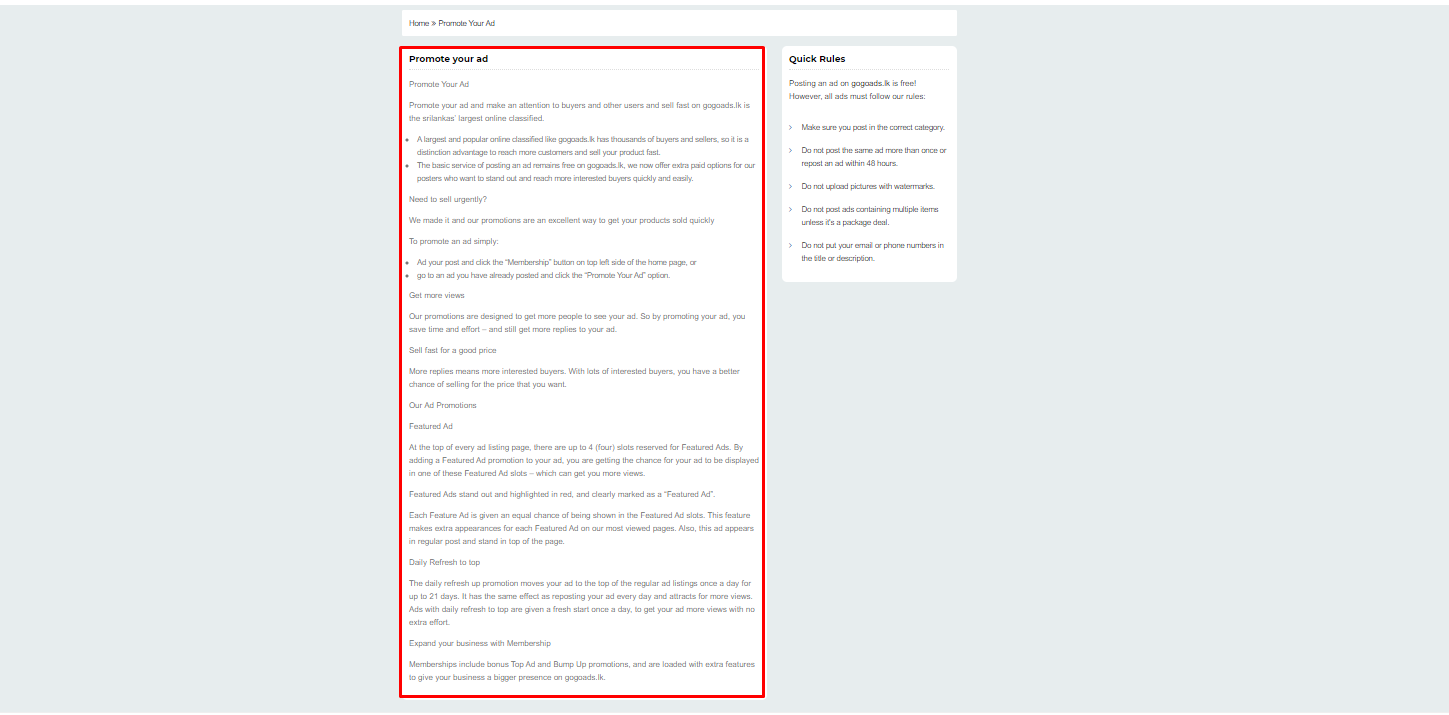 Home » Promote Your Ad
Promote your ad
Promote Your Ad
Promote your ad and make an attention to buyers and other users and sell fast on gogoads.lk is
the srilankas' largest online classified.
A largest and popular online classified like gogoads.lk has thousands of buyers and sellers, so it is a
distinction advantage to reach more customers and sell your product fast.
The basic service of posting an ad remains free on gogoads.lk, we now offer extra paid options for our
posters who want to stand out and reach more interested buyers quickly and easily.
Need to sell urgently?
We made it and our promotions are an excellent way to get your products sold quickly
To promote an ad simply:
Ad your post and click the “Membership” button on top left side of the home page, or
go to an ad you have already posted and click the “Promote Your Ad” option.
Get more views
Our promotions are designed to get more people to see your ad. So by promoting your ad, you
save time and effort – and still get more replies to your ad.
Sell fast for a good price
More replies means more interested buyers. With lots of interested buyers, you have a better
chance of selling for the price that you want.
Our Ad Promotions
Featured Ad
At the top of every ad listing page, there are up to 4 (four) slots reserved for Featured Ads. By
adding a Featured Ad promotion to your ad, you are getting the chance for your ad to be displayed
in one of these Featured Ad slots – which can get you more views.
Featured Ads stand out and highlighted in red, and clearly marked as a “Featured Ad”.
Each Feature Ad is given an equal chance of being shown in the Featured Ad slots. This feature
makes extra appearances for each Featured Ad on our most viewed pages. Also, this ad appears
in regular post and stand in top of the page.
Daily Refresh to top
The daily refresh up promotion moves your ad to the top of the regular ad listings once a day for
up to 21 days. It has the same effect as reposting your ad every day and attracts for more views.
Ads with daily refresh to top are given a fresh start once a day, to get your ad more views with no
extra effort.
Expand your business with Membership
Memberships include bonus Top Ad and Bump Up promotions, and are loaded with extra features
to give your business a bigger presence on gogoads.lk.
Quick Rules
Posting an ad on gogoads.lk is free!
However, all ads must follow our rules:
Make sure you post in the correct category.
Do not post the same ad more than once or
repost an ad within 48 hours.
Do not upload pictures with watermarks.
Do not post ads containing multiple items
unless it's a package deal.
Do not put your email or phone numbers in
the title or description.